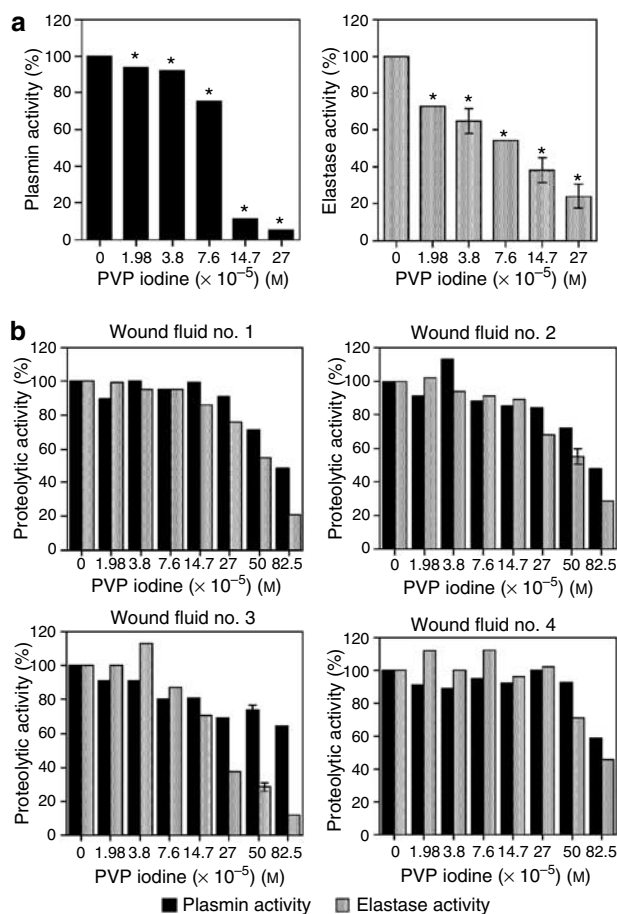 a
Plasmin activity (%)
120
100
80
60
40
20
0
* * * * *
0 1.98 3.8 7.6 14.7 27
PVP iodine (× 10⁻⁵) (M)
Elastase activity (%)
120
100
80
60
40
20
0
* * * * *
0 1.98 3.8 7.6 14.7 27
PVP iodine (× 10⁻⁵) (M)
b
Wound fluid no. 1
Proteolytic activity (%)
120
100
80
60
40
20
0
0 1.98 3.8 7.6 14.7 27 50 82.5
PVP iodine (× 10⁻⁵) (M)
Wound fluid no. 2
Proteolytic activity (%)
120
100
80
60
40
20
0
0 1.98 3.8 7.6 14.7 27 50 82.5
PVP iodine (× 10⁻⁵) (M)
Wound fluid no. 3
Proteolytic activity (%)
120
100
80
60
40
20
0
0 1.98 3.8 7.6 14.7 27 50 82.5
PVP iodine (× 10⁻⁵) (M)
Wound fluid no. 4
Proteolytic activity (%)
120
100
80
60
40
20
0
0 1.98 3.8 7.6 14.7 27 50 82.5
PVP iodine (× 10⁻⁵) (M)
Plasmin activity Elastase activity